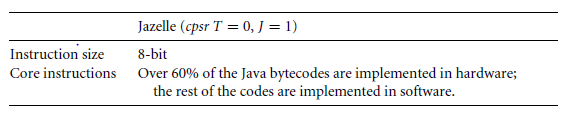 Jazelle (cpsr T = 0, J = 1)
Instruction size 8-bit
Core instructions Over 60% of the Java bytecodes are implemented in hardware;
the rest of the codes are implemented in software.